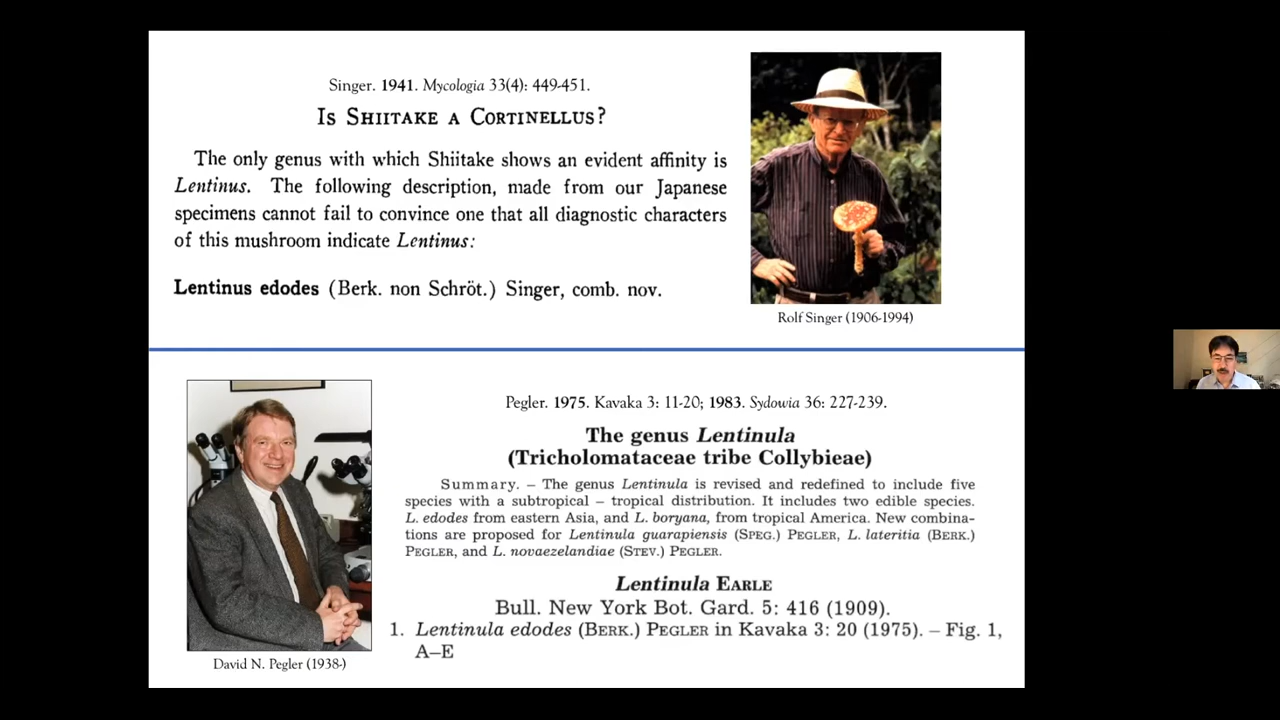 Singer. 1941. Mycologia 33(4): 449-451.
Is Shiitake a Cortinellus?
The only genus with which Shiitake shows an evident affinity is
Lentinus. The following description, made from our Japanese
specimens cannot fail to convince one that all diagnostic characters
of this mushroom indicate Lentinus:
Lentinus edodes (Berk. non Schröt.) Singer, comb. nov.
Rolf Singer (1906-1994)
Pegler. 1975. Kavaka 3: 11-20; 1983. Sydowia 36: 227-239.
The genus Lentinula
(Tricholomataceae tribe Collybieae)
Summary. – The genus Lentinula is revised and redefined to include five
species with a subtropical – tropical distribution. It includes two edible species.
L. edodes from eastern Asia, and L. boryana, from tropical America. New combina-
tions are proposed for Lentinula guarapiensis (Speg.) Pegler, L. lateritia (Berk.)
Pegler, and L. novaezelandiae (Stev.) Pegler.
Lentinula Earle
Bull. New York Bot. Gard. 5: 416 (1909).
1. Lentinula edodes (Berk.) Pegler in Kavaka 3: 20 (1975). – Fig. 1,
A–E
David N. Pegler (1938-)